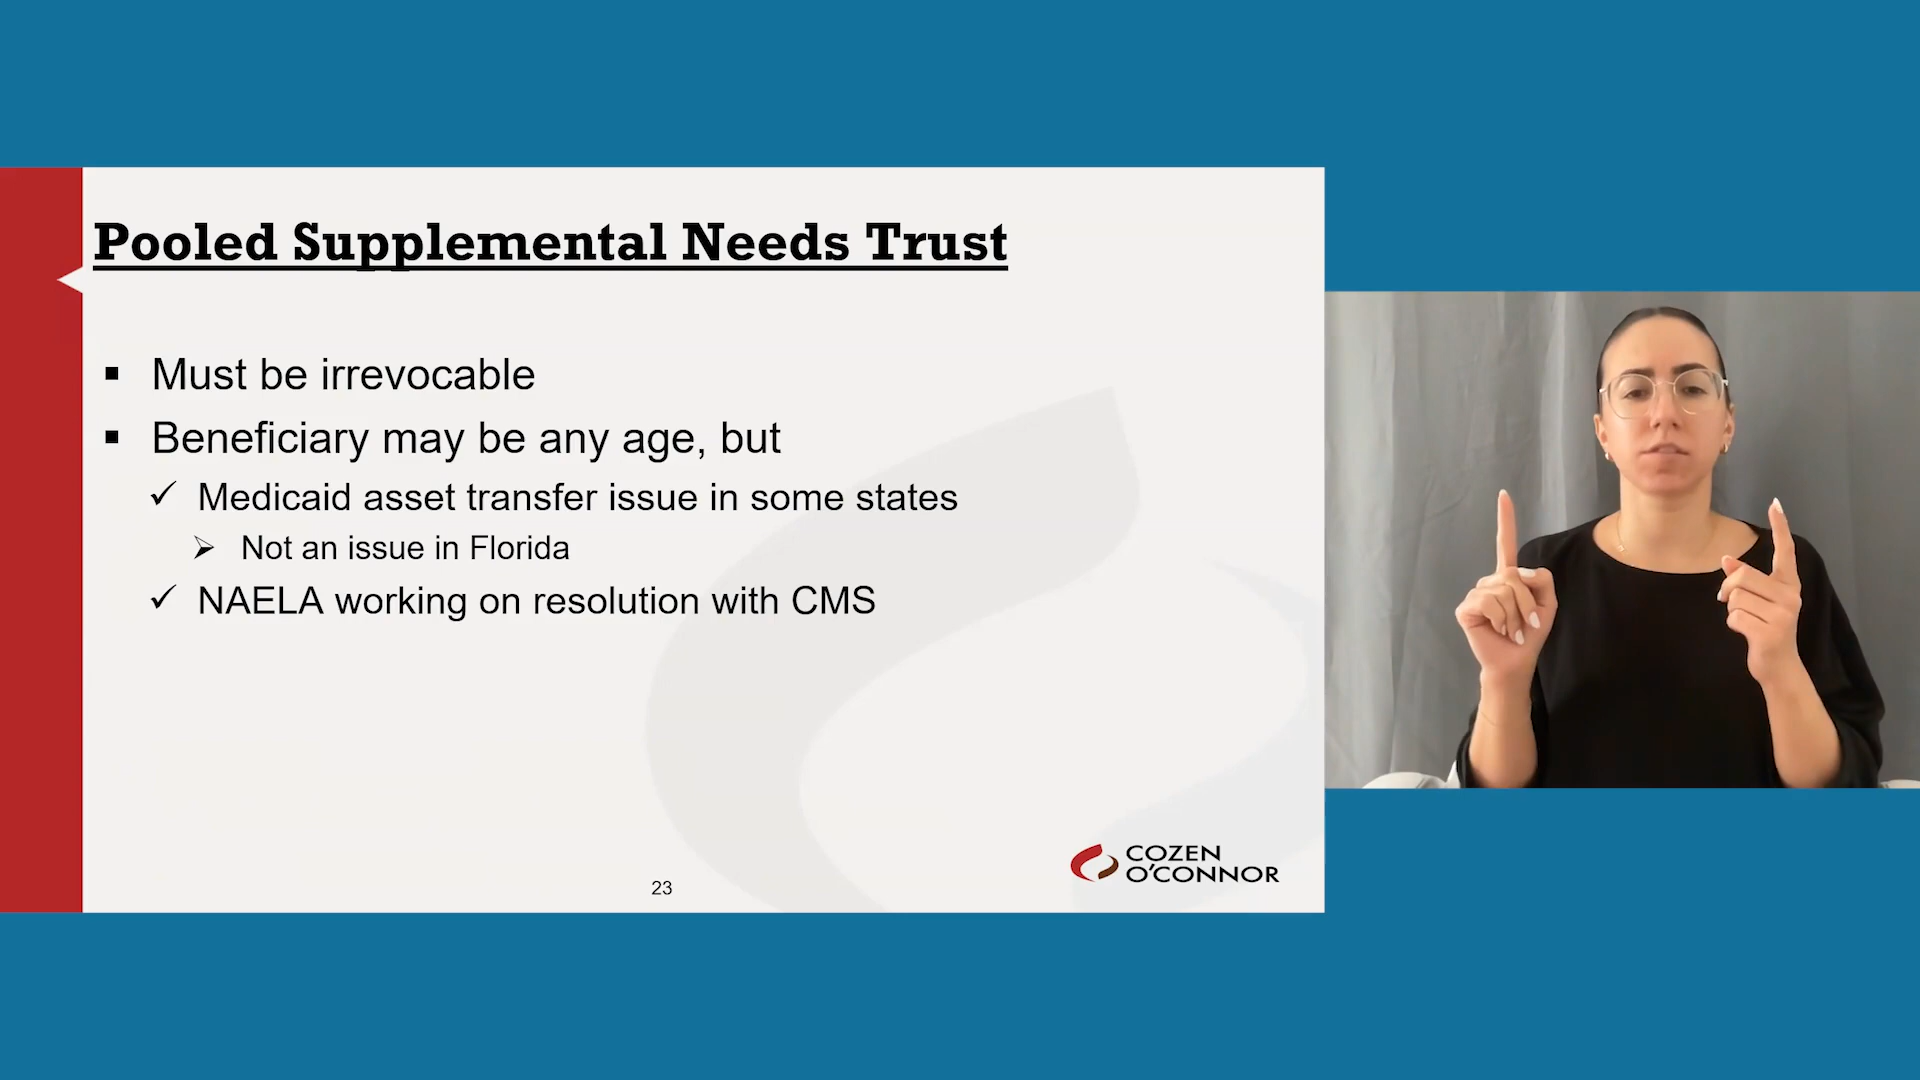 Pooled Supplemental Needs Trust
Must be irrevocable
Beneficiary may be any age, but
Medicaid asset transfer issue in some states
Not an issue in Florida
NAELA working on resolution with CMS
COZEN
O'CONNOR
23